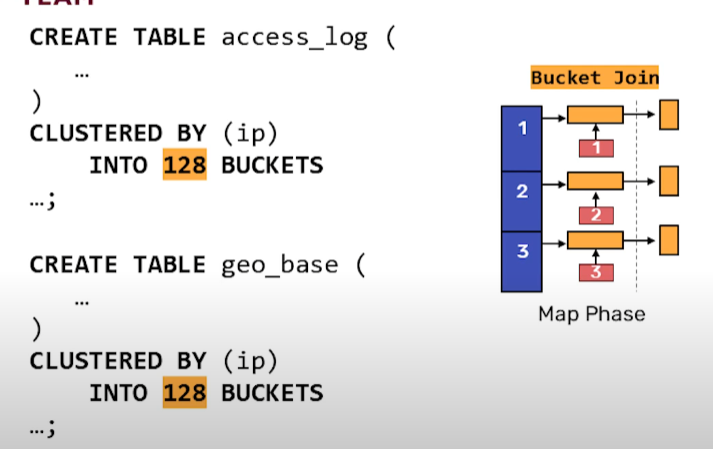 CREATE TABLE access_log (
…
)
CLUSTERED BY (ip)
INTO 128 BUCKETS
…;
CREATE TABLE geo_base (
…
)
CLUSTERED BY (ip)
INTO 128 BUCKETS
…;
Bucket Join
1
1
2
2
3
3
Map Phase